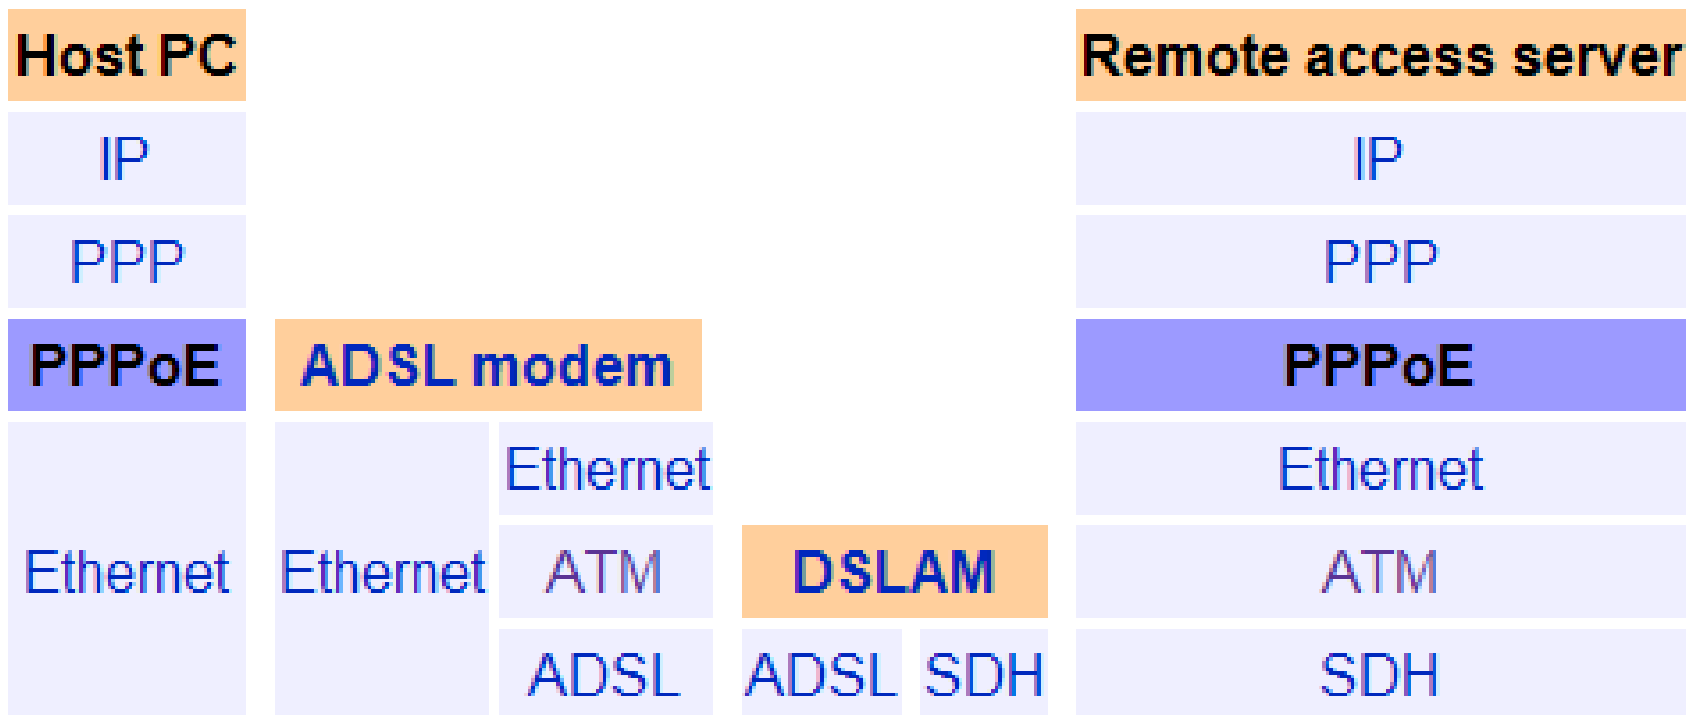 Host PC Remote access server
IP IP
PPP PPP
PPPoE ADSL modem PPPoE
Ethernet Ethernet
Ethernet Ethernet ATM DSLAM ATM
ADSL ADSL SDH SDH